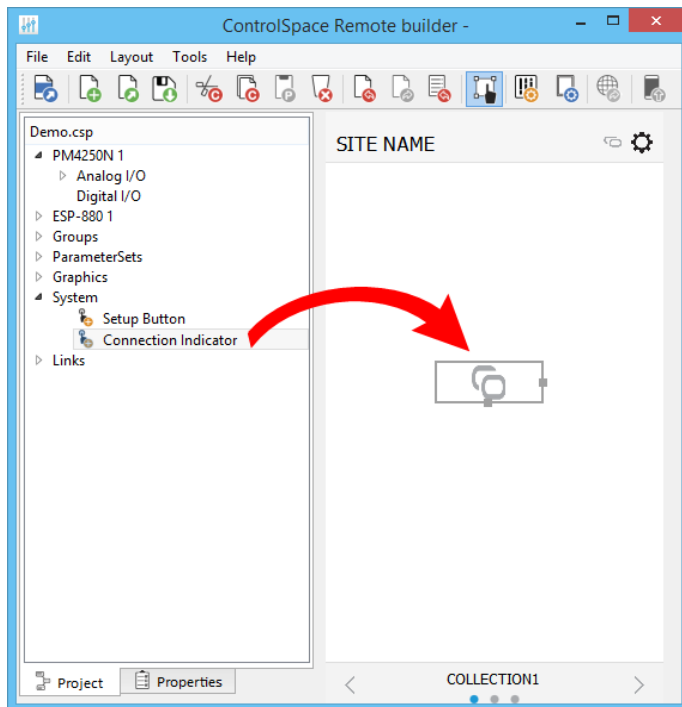 ControlSpace Remote builder -
File Edit Layout Tools Help
Demo.csp
PM4250N 1
Analog I/O
Digital I/O
ESP-880 1
Groups
ParameterSets
Graphics
System
Setup Button
Connection Indicator
Links
Project Properties
SITE NAME
COLLECTION1